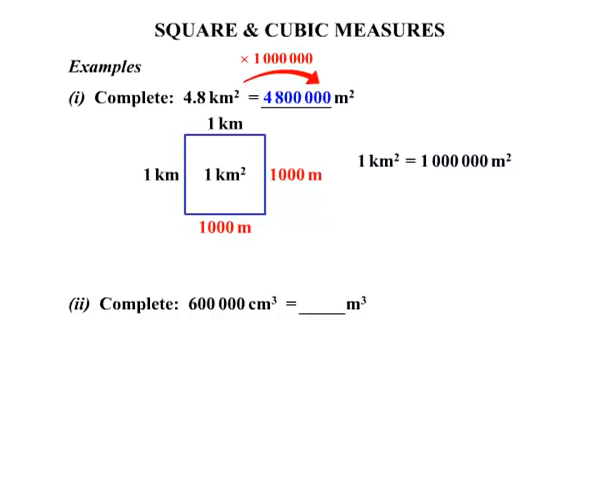 SQUARE & CUBIC MEASURES
× 1 000 000
Examples
(i) Complete: 4.8 km² = 4 800 000 m²
1 km
1 km 1 km² 1000 m
1 km² = 1 000 000 m²
1000 m
(ii) Complete: 600 000 cm³ = _____ m³